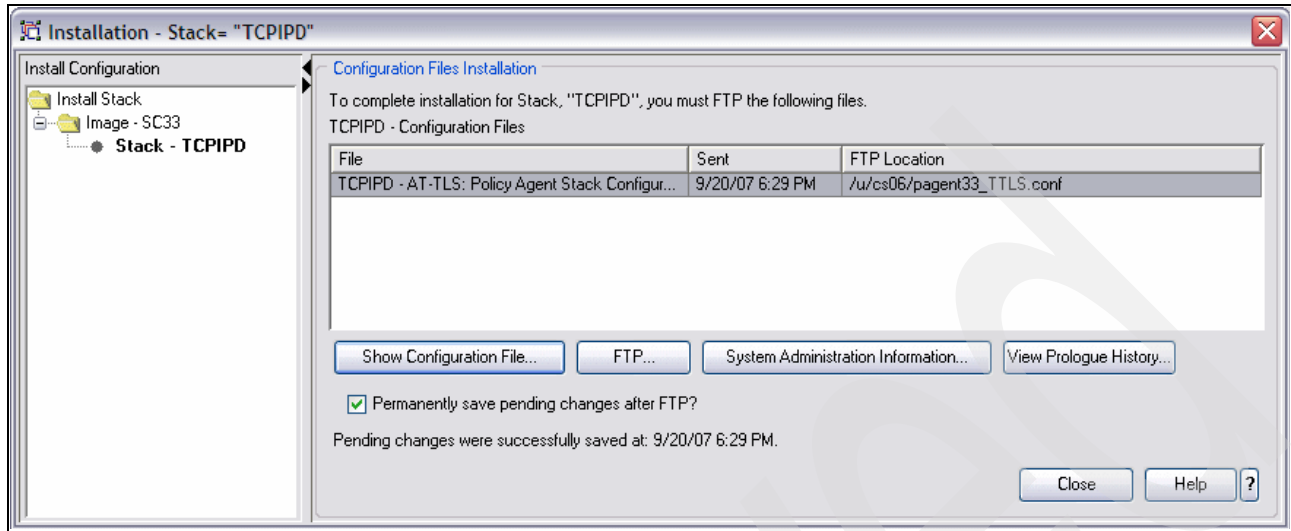 Installation - Stack= "TCPIPD"
Install Configuration
Install Stack
Image - SC33
Stack - TCPIPD
Configuration Files Installation
To complete installation for Stack, "TCPIPD", you must FTP the following files.
TCPIPD - Configuration Files
File Sent FTP Location
TCPIPD - AT-TLS: Policy Agent Stack Configur... 9/20/07 6:29 PM /u/cs06/pagent33_TTLS.conf
Show Configuration File... FTP... System Administration Information... View Prologue History...
Permanently save pending changes after FTP?
Pending changes were successfully saved at: 9/20/07 6:29 PM.
Close Help ?